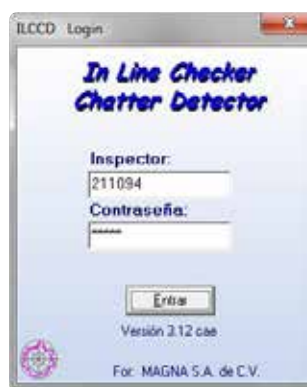 ILCCD Login
In Line Checker
Chatter Detector
Inspector:
211094
Contraseña:
*****
Entrar
Versión 3.12 cae
For: MAGNA S.A. de C.V.